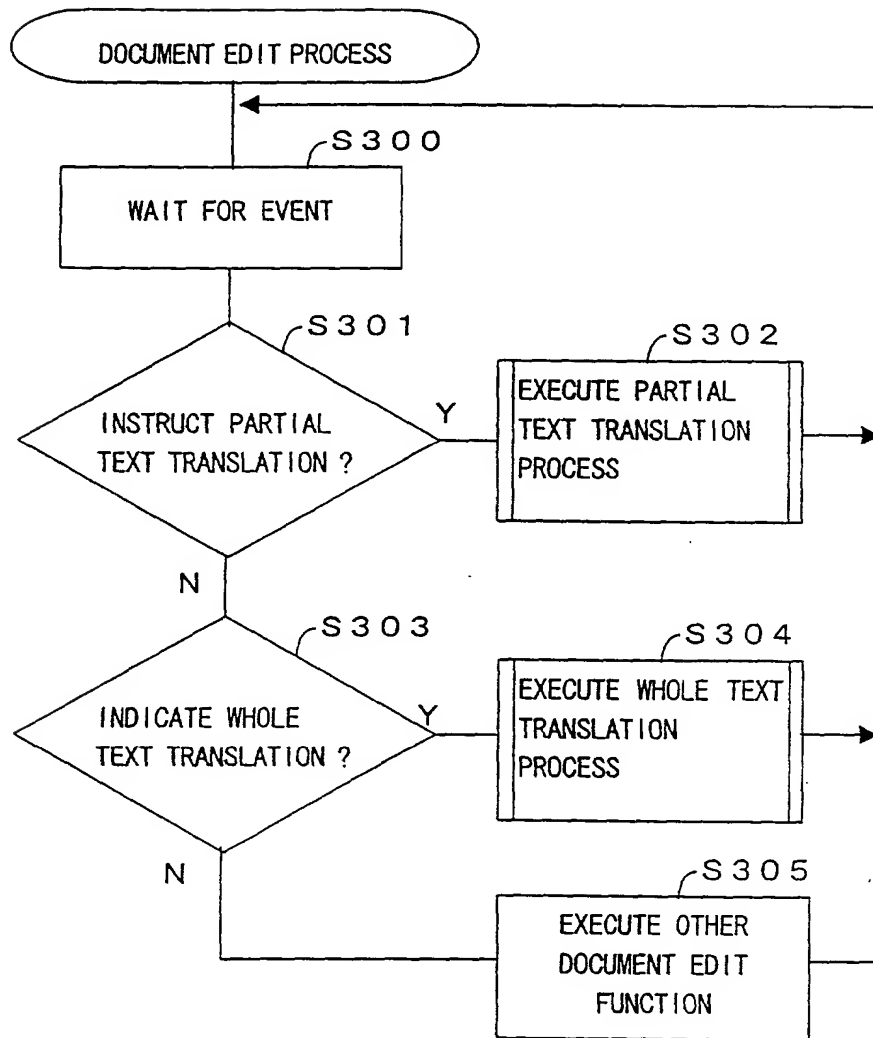 DOCUMENT EDIT PROCESS
S300
WAIT FOR EVENT
S301
INSTRUCT PARTIAL
TEXT TRANSLATION ?
Y
N
S302
EXECUTE PARTIAL
TEXT TRANSLATION
PROCESS
S303
INDICATE WHOLE
TEXT TRANSLATION ?
Y
N
S304
EXECUTE WHOLE TEXT
TRANSLATION
PROCESS
S305
EXECUTE OTHER
DOCUMENT EDIT
FUNCTION